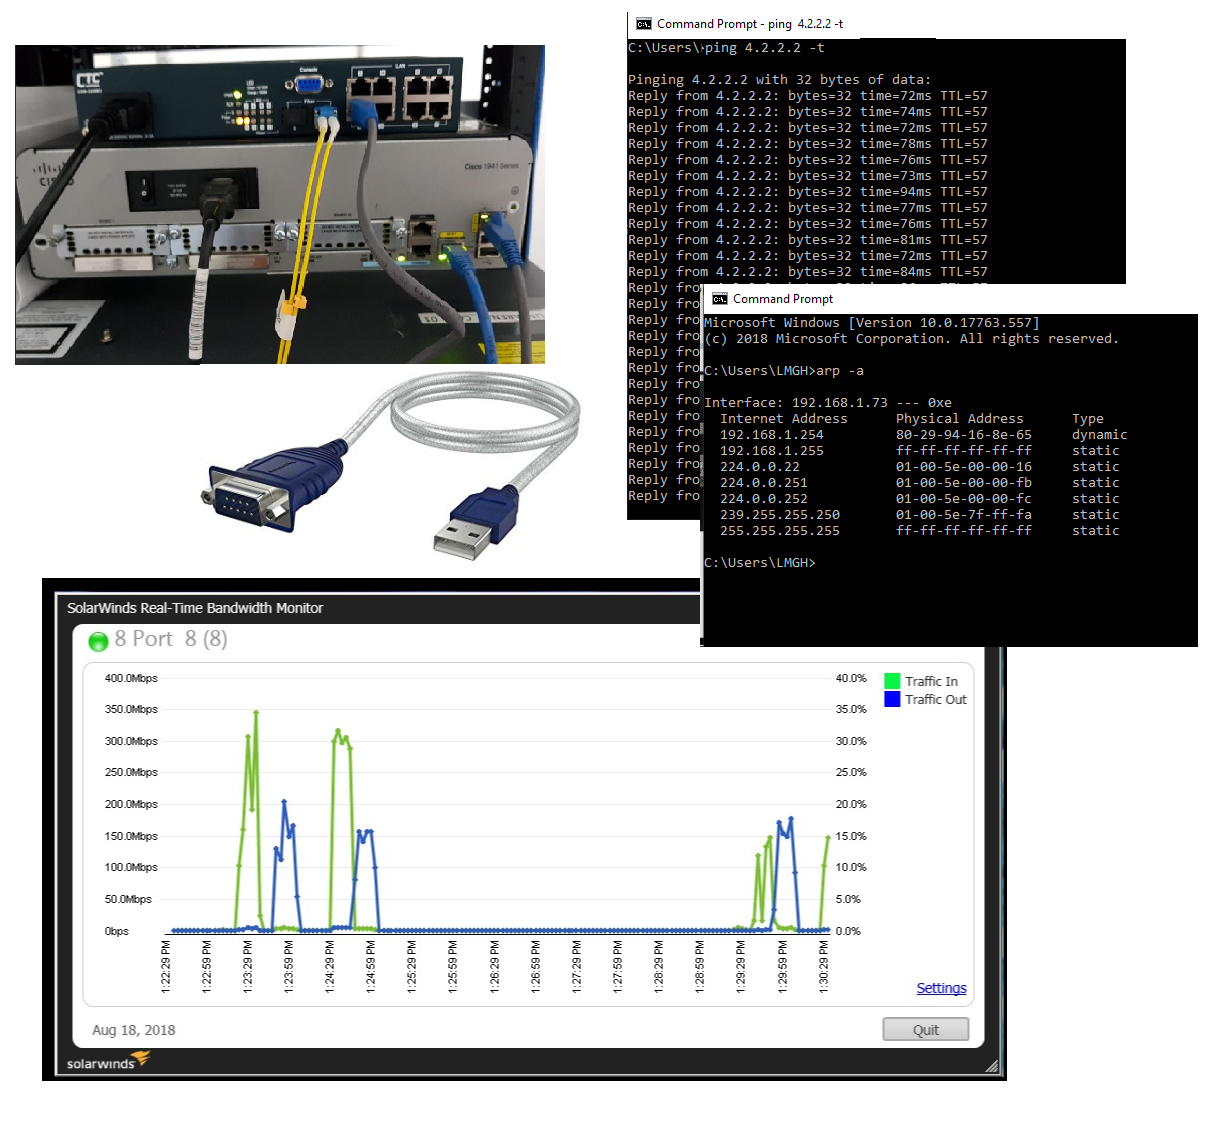 CTC
Console
LAN
Fiber
CISCO
Cisco 1941 Series
Command Prompt - ping  4.2.2.2 -t
C:\Users\ ping 4.2.2.2 -t
Pinging 4.2.2.2 with 32 bytes of data:
Reply from 4.2.2.2: bytes=32 time=72ms TTL=57
Reply from 4.2.2.2: bytes=32 time=74ms TTL=57
Reply from 4.2.2.2: bytes=32 time=72ms TTL=57
Reply from 4.2.2.2: bytes=32 time=78ms TTL=57
Reply from 4.2.2.2: bytes=32 time=76ms TTL=57
Reply from 4.2.2.2: bytes=32 time=73ms TTL=57
Reply from 4.2.2.2: bytes=32 time=94ms TTL=57
Reply from 4.2.2.2: bytes=32 time=77ms TTL=57
Reply from 4.2.2.2: bytes=32 time=76ms TTL=57
Reply from 4.2.2.2: bytes=32 time=81ms TTL=57
Reply from 4.2.2.2: bytes=32 time=72ms TTL=57
Reply from 4.2.2.2: bytes=32 time=84ms TTL=57
Reply fro
Reply fro
Reply fro
Reply fro
Reply fro
Reply fro
Reply fro
Reply fro
Reply fro
Reply fro
Reply fro
Reply fro
Reply fro
Reply fro
Command Prompt
Microsoft Windows [Version 10.0.17763.557]
(c) 2018 Microsoft Corporation. All rights reserved.
C:\Users\LMGH>arp -a
Interface: 192.168.1.73 --- 0xe
Internet Address Physical Address Type
192.168.1.254 80-29-94-16-8e-65 dynamic
192.168.1.255 ff-ff-ff-ff-ff-ff static
224.0.0.22 01-00-5e-00-00-16 static
224.0.0.251 01-00-5e-00-00-fb static
224.0.0.252 01-00-5e-00-00-fc static
239.255.255.250 01-00-5e-7f-ff-fa static
255.255.255.255 ff-ff-ff-ff-ff-ff static
C:\Users\LMGH>
SolarWinds Real-Time Bandwidth Monitor
8 Port  8 (8)
400.0Mbps 40.0%
350.0Mbps 35.0%
300.0Mbps 30.0%
250.0Mbps 25.0%
200.0Mbps 20.0%
150.0Mbps 15.0%
100.0Mbps 10.0%
50.0Mbps 5.0%
0bps 0.0%
Traffic In
Traffic Out
1:22:29 PM
1:22:59 PM
1:23:29 PM
1:23:59 PM
1:24:29 PM
1:24:59 PM
1:25:29 PM
1:25:59 PM
1:26:29 PM
1:26:59 PM
1:27:29 PM
1:27:59 PM
1:28:29 PM
1:28:59 PM
1:29:29 PM
1:29:59 PM
1:30:29 PM
Settings
Aug 18, 2018
Quit
solarwinds